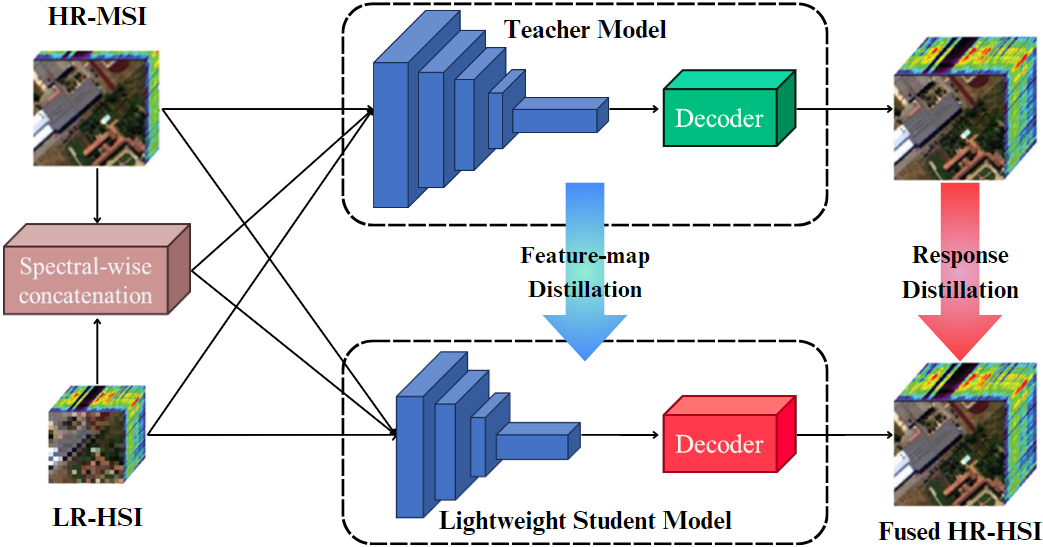 HR-MSI
Teacher Model
Decoder
Spectral-wise
concatenation
Feature-map
Distillation
Response
Distillation
LR-HSI
Decoder
Lightweight Student Model
Fused HR-HSI